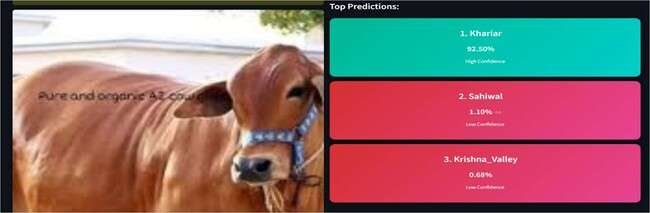 Pure and organic A2 cow
Top Predictions:
1. Khariar
92.50%
High Confidence
2. Sahiwal
1.10%
Low Confidence
3. Krishna_Valley
0.68%
Low Confidence